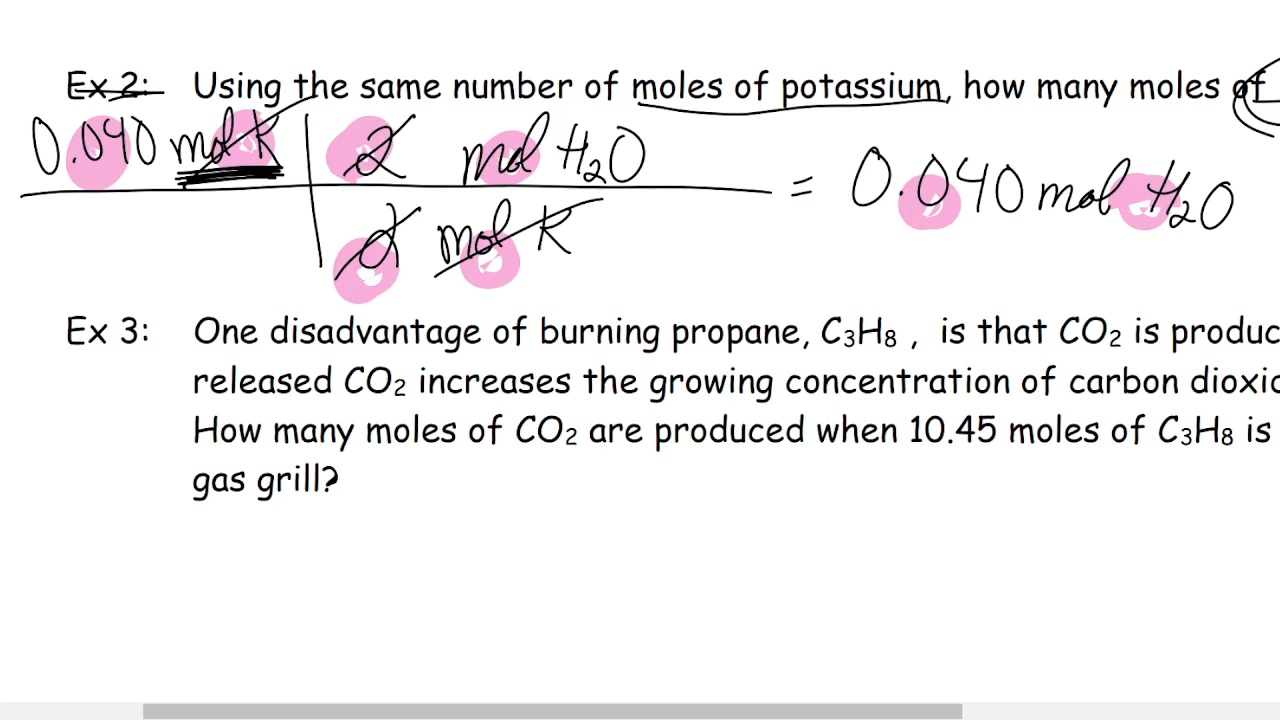 Ex 2: Using the same number of moles of potassium, how many moles of
0.040 mol K | 2 mol H₂O
2 mol K
= 0.040 mol H₂O
Ex 3: One disadvantage of burning propane, C₃H₈ , is that CO₂ is
released CO₂ increases the growing concentration of carbon
How many moles of CO₂ are produced when 10.45 moles of C₃H₈ is
gas grill?